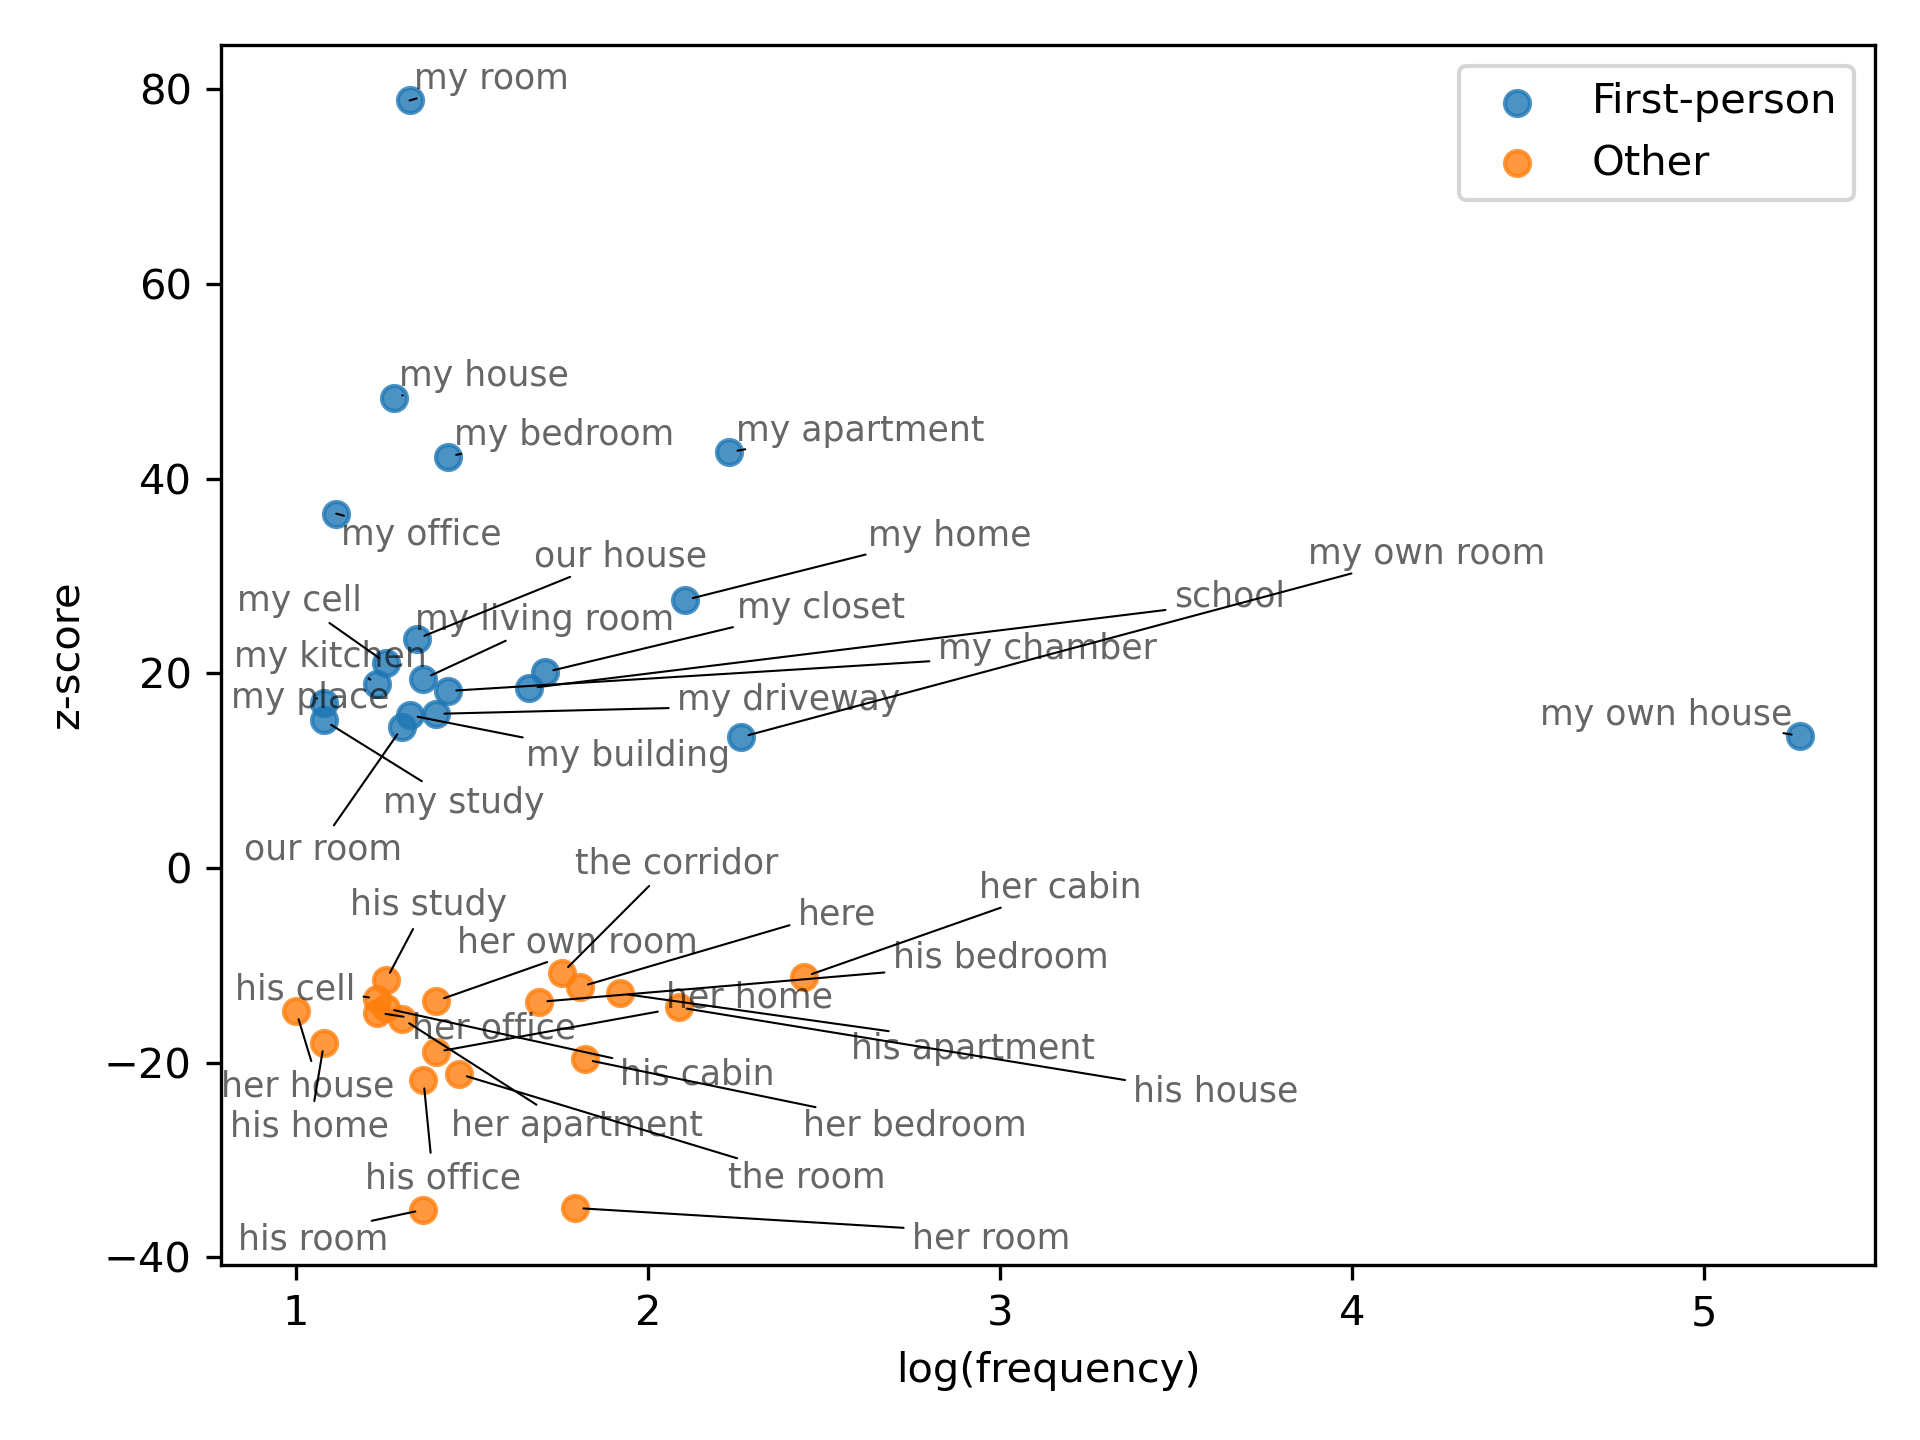 my room
80
First-person
Other
60
my house
my bedroom
my apartment
40
my office
my home
our house
my own room
my cell
school
my closet
my living room
my chamber
my kitchen
20
my place
my driveway
my own house
my building
my study
our room
the corridor
0
her cabin
his study
here
her own room
his bedroom
his cell
her home
her office
his apartment
−20
his cabin
her house
his house
his home
her apartment
her bedroom
his office
the room
his room
her room
−40
z-score
1 2 3 4 5
log(frequency)